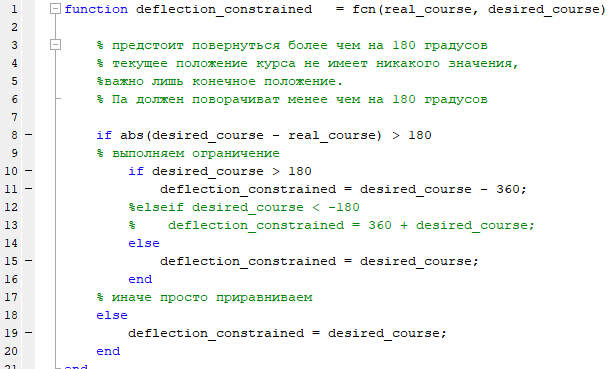 1 function deflection_constrained = fcn(real_course, desired_course)
2
3 % предстоит повернуться более чем на 180 градусов
4 % текущее положение курса не имеет никакого значения,
5 %важно лишь конечное положение.
6 % Па должен поворачиват менее чем на 180 градусов
7
8 if abs(desired_course - real_course) > 180
9 % выполняем ограничение
10 if desired_course > 180
11 deflection_constrained = desired_course - 360;
12 %elseif desired_course < -180
13 % deflection_constrained = 360 + desired_course;
14 else
15 deflection_constrained = desired_course;
16 end
17 % иначе просто приравниваем
18 else
19 deflection_constrained = desired_course;
20 end
21 end